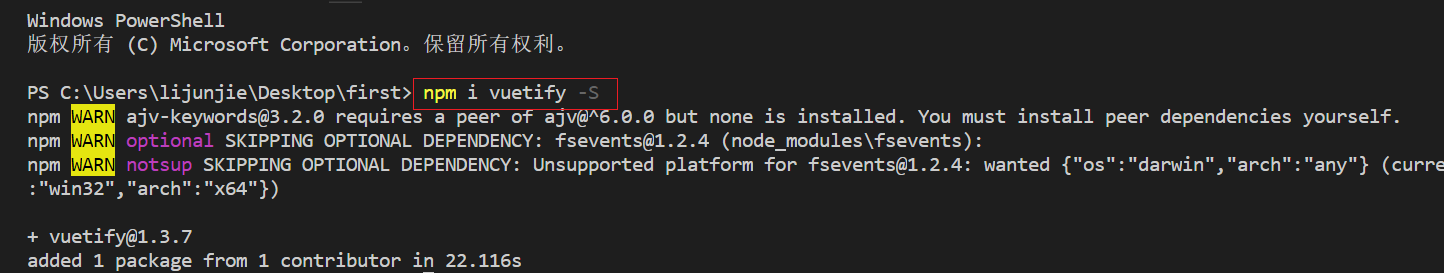 Windows PowerShell
版权所有 (C) Microsoft Corporation。保留所有权利。
PS C:\Users\lijunjie\Desktop\first> npm i vuetify -S
npm WARN ajv-keywords@3.2.0 requires a peer of ajv@^6.0.0 but none is installed. You must install peer dependencies yourself.
npm WARN optional SKIPPING OPTIONAL DEPENDENCY: fsevents@1.2.4 (node_modules\fsevents):
npm WARN notsup SKIPPING OPTIONAL DEPENDENCY: Unsupported platform for fsevents@1.2.4: wanted {"os":"darwin","arch":"any"} (curre
:"win32","arch":"x64"})
+ vuetify@1.3.7
added 1 package from 1 contributor in 22.116s